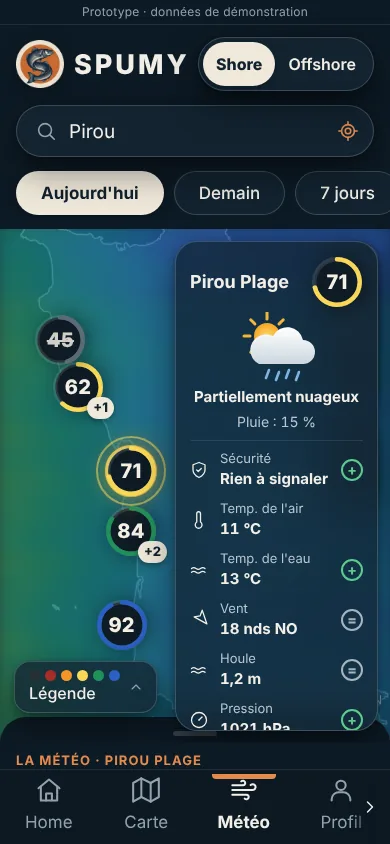 Prototype · données de démonstration
SPUMY
Shore
Offshore
Pirou
Aujourd'hui
Demain
7 jours
45
62
+1
71
84
+2
92
Légende
Pirou Plage
71
Partiellement nuageux
Pluie : 15 %
Sécurité
Rien à signaler
Temp. de l'air
11 °C
Temp. de l'eau
13 °C
Vent
18 nds NO
Houle
1,2 m
Pression
1021 hPa
LA MÉTÉO · PIROU PLAGE
Home
Carte
Météo
Profil